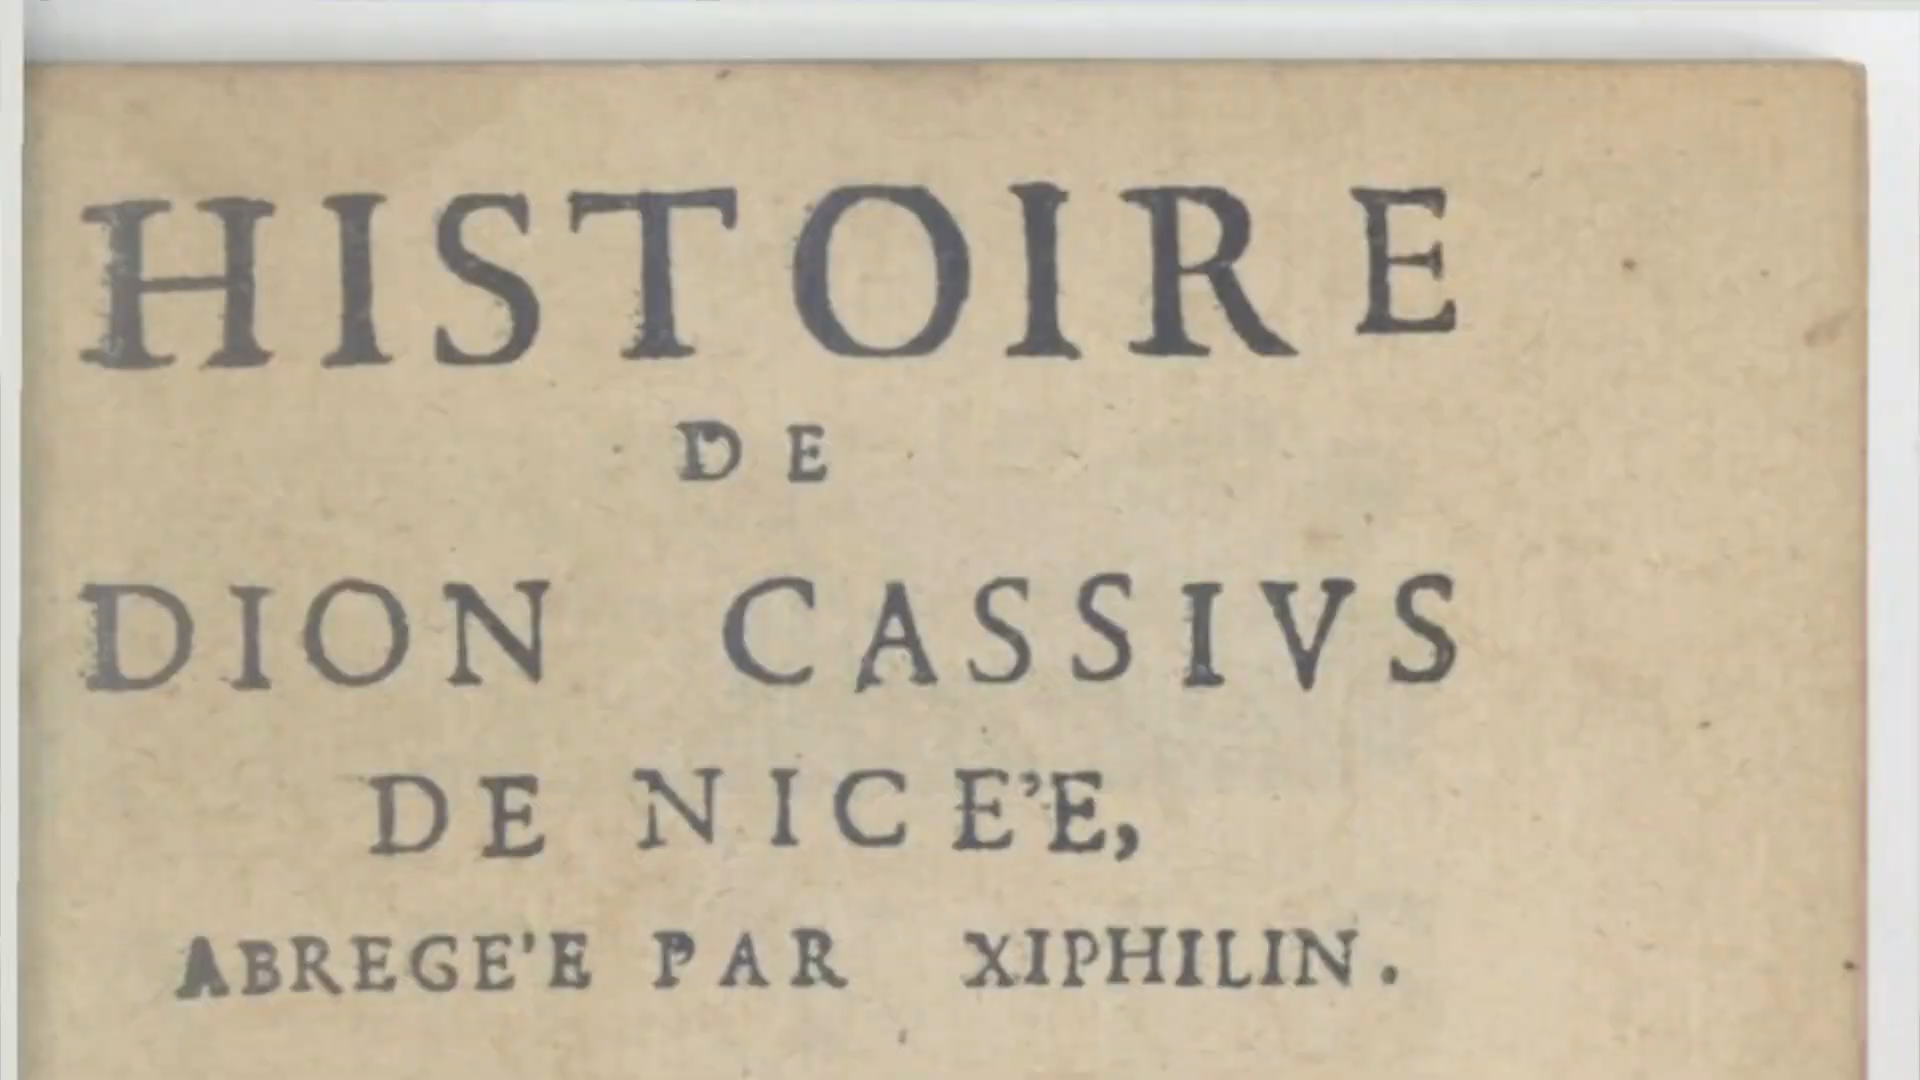 HISTOIRE
DE
DION CASSIVS
DE NICE'E,
ABREGE'E PAR XIPHILIN.